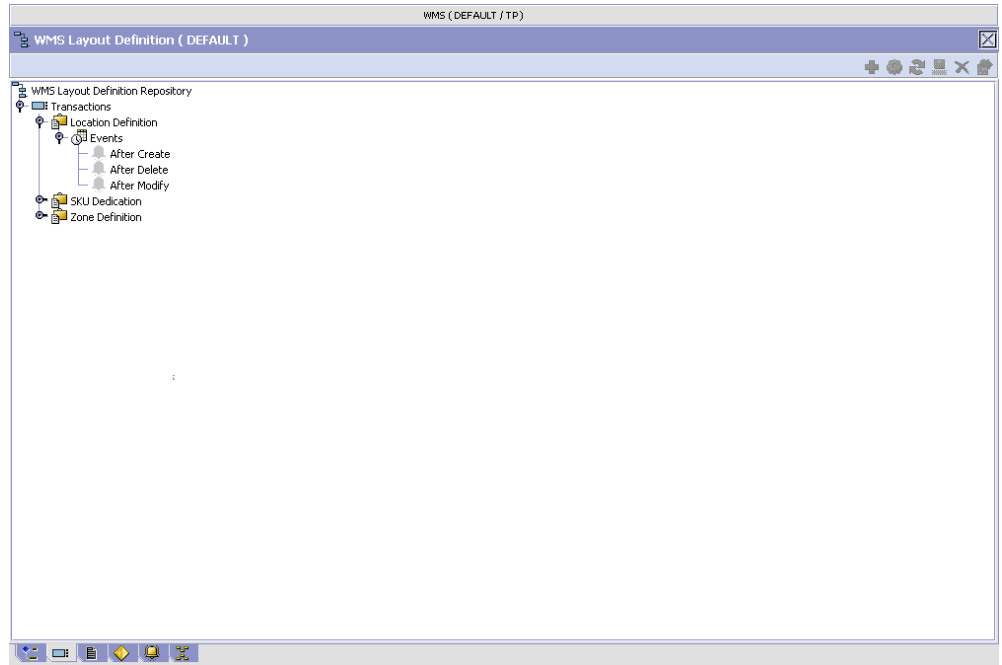 WMS ( DEFAULT / TP )
WMS Layout Definition ( DEFAULT )
WMS Layout Definition Repository
Transactions
Location Definition
Events
After Create
After Delete
After Modify
SKU Dedication
Zone Definition